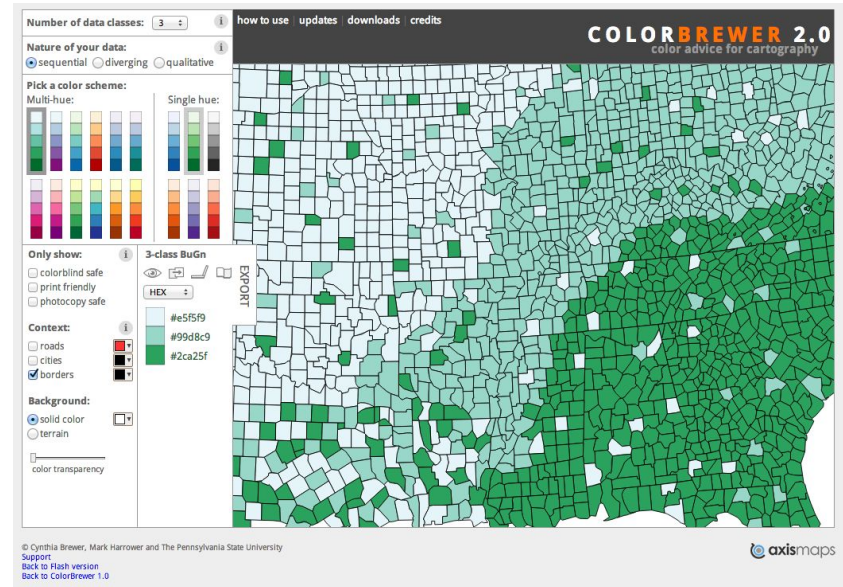 Number of data classes: 3 i
how to use | updates | downloads | credits
COLORBREWER 2.0
color advice for cartography
Nature of your data: i
sequential diverging qualitative
Pick a color scheme:
Multi-hue: Single hue:
Only show: i
colorblind safe
print friendly
photocopy safe
Context: i
roads
cities
borders
Background:
solid color
terrain
color transparency
3-class BuGn
EXPORT
HEX
#e5f5f9
#99d8c9
#2ca25f
© Cynthia Brewer, Mark Harrower and The Pennsylvania State University
Support
Back to Flash version
Back to ColorBrewer 1.0
axismaps